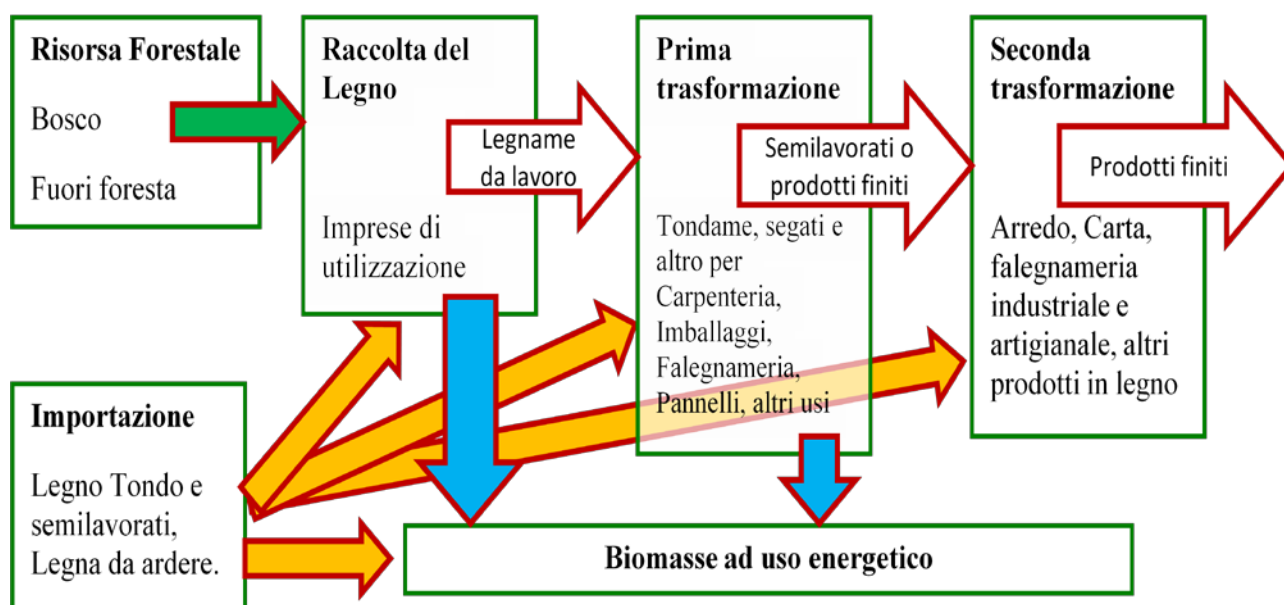 Risorsa Forestale
Bosco
Fuori foresta
Raccolta del
Legno
Imprese di
utilizzazione
Legname
da lavoro
Prima
trasformazione
Semilavorati o
prodotti finiti
Tondame, segati e
altro per
Carpenteria,
Imballaggi,
Falegnameria,
Pannelli, altri usi
Seconda
trasformazione
Prodotti finiti
Arredo, Carta,
falegnameria
industriale e
artigianale, altri
prodotti in legno
Importazione
Legno Tondo e
semilavorati,
Legna da ardere.
Biomasse ad uso energetico